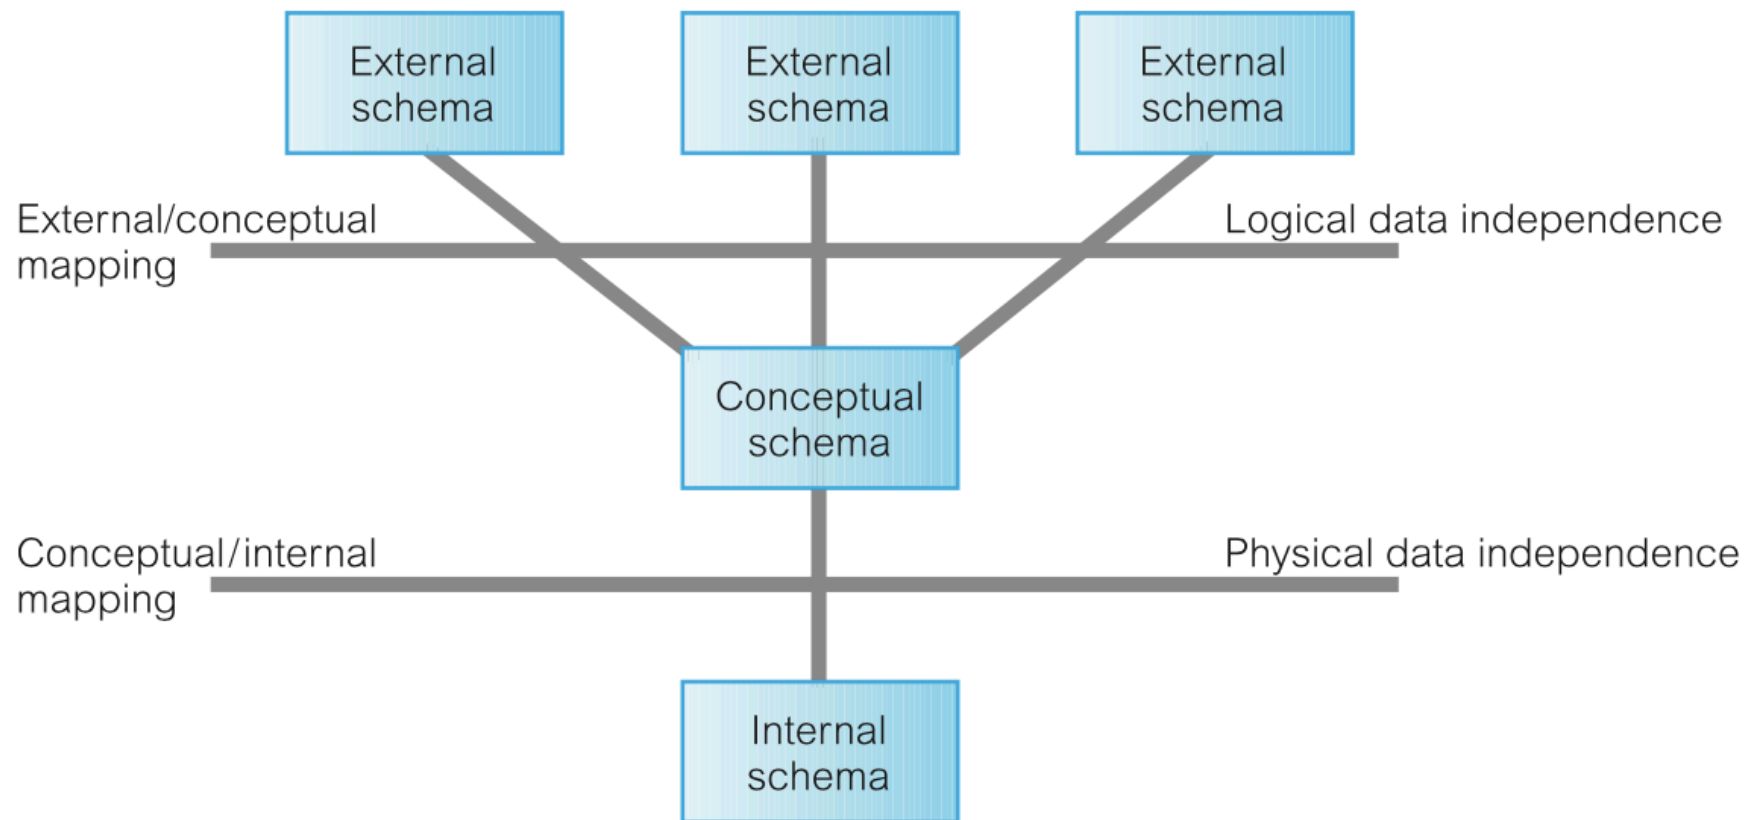 External
schema
External
schema
External
schema
External/conceptual
mapping
Logical data independence
Conceptual
schema
Conceptual/internal
mapping
Physical data independence
Internal
schema